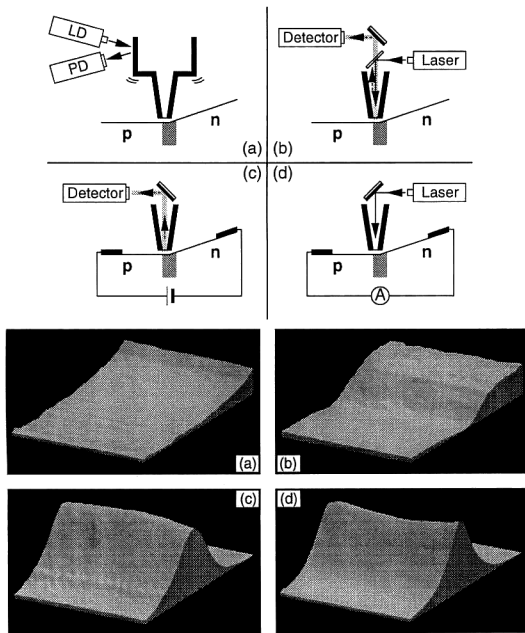 LD
PD
p
n
(a)
Detector
Laser
p
n
(b)
(c)
Detector
p
n
(d)
Laser
p
n
A
(a)
(b)
(c)
(d)